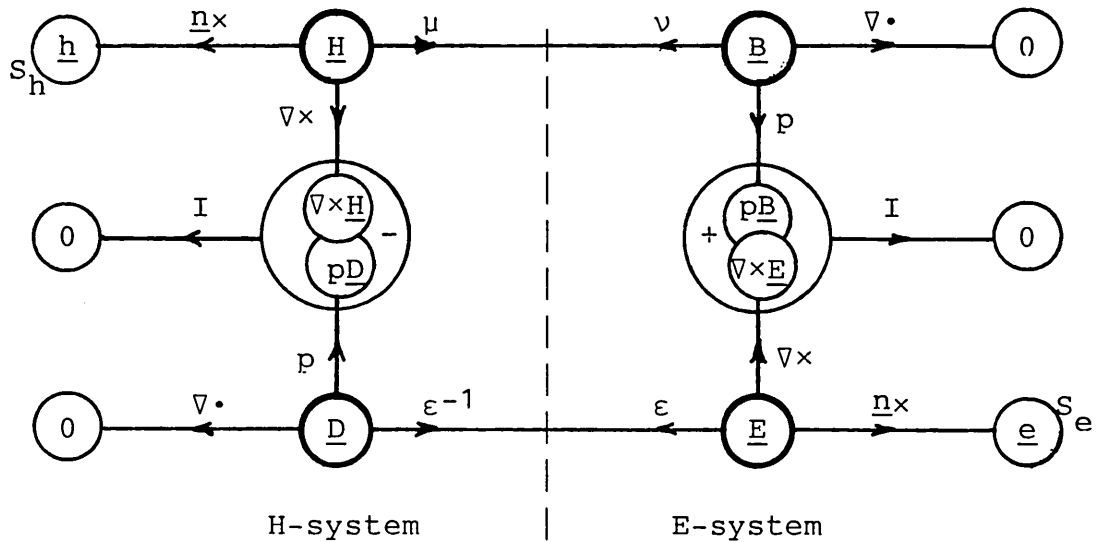 n× μ ν ∇•
h H B 0
S_h
∇× p
I ∇×H pB I
0 - + 0
pD ∇×E
p ∇×
∇• ε⁻¹ ε n×
0 D E e S_e
H-system E-system